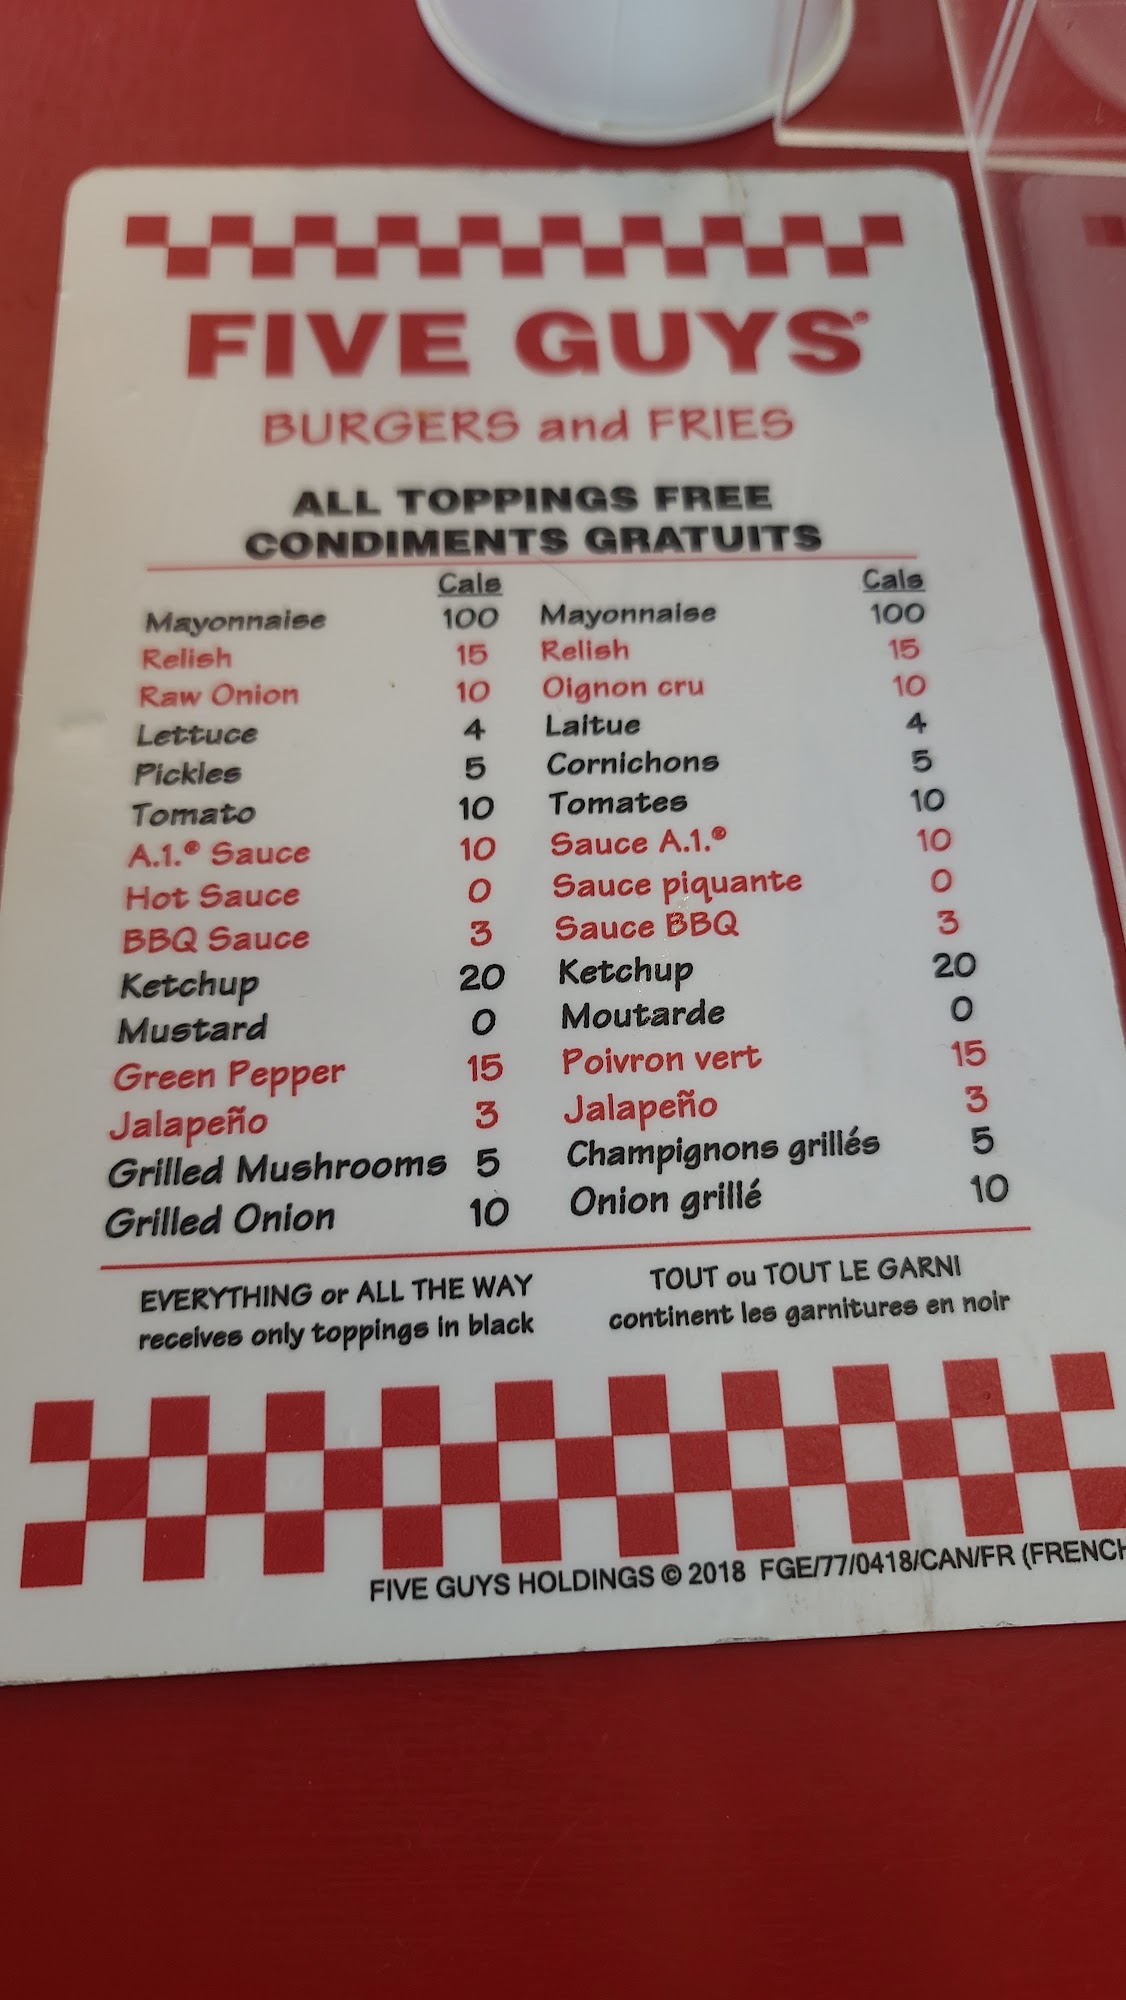 FIVE GUYS®
BURGERS and FRIES
ALL TOPPINGS FREE
CONDIMENTS GRATUITS
Cals Cals
Mayonnaise 100 Mayonnaise 100
Relish 15 Relish 15
Raw Onion 10 Oignon cru 10
Lettuce 4 Laitue 4
Pickles 5 Cornichons 5
Tomato 10 Tomates 10
A.1.® Sauce 10 Sauce A.1.® 10
Hot Sauce 0 Sauce piquante 0
BBQ Sauce 3 Sauce BBQ 3
Ketchup 20 Ketchup 20
Mustard 0 Moutarde 0
Green Pepper 15 Poivron vert 15
Jalapeño 3 Jalapeño 3
Grilled Mushrooms 5 Champignons grillés 5
Grilled Onion 10 Onion grillé 10
EVERYTHING or ALL THE WAY
receives only toppings in black
TOUT ou TOUT LE GARNI
continent les garnitures en noir
FIVE GUYS HOLDINGS © 2018 FGE/77/0418/CAN/FR (FRENCH